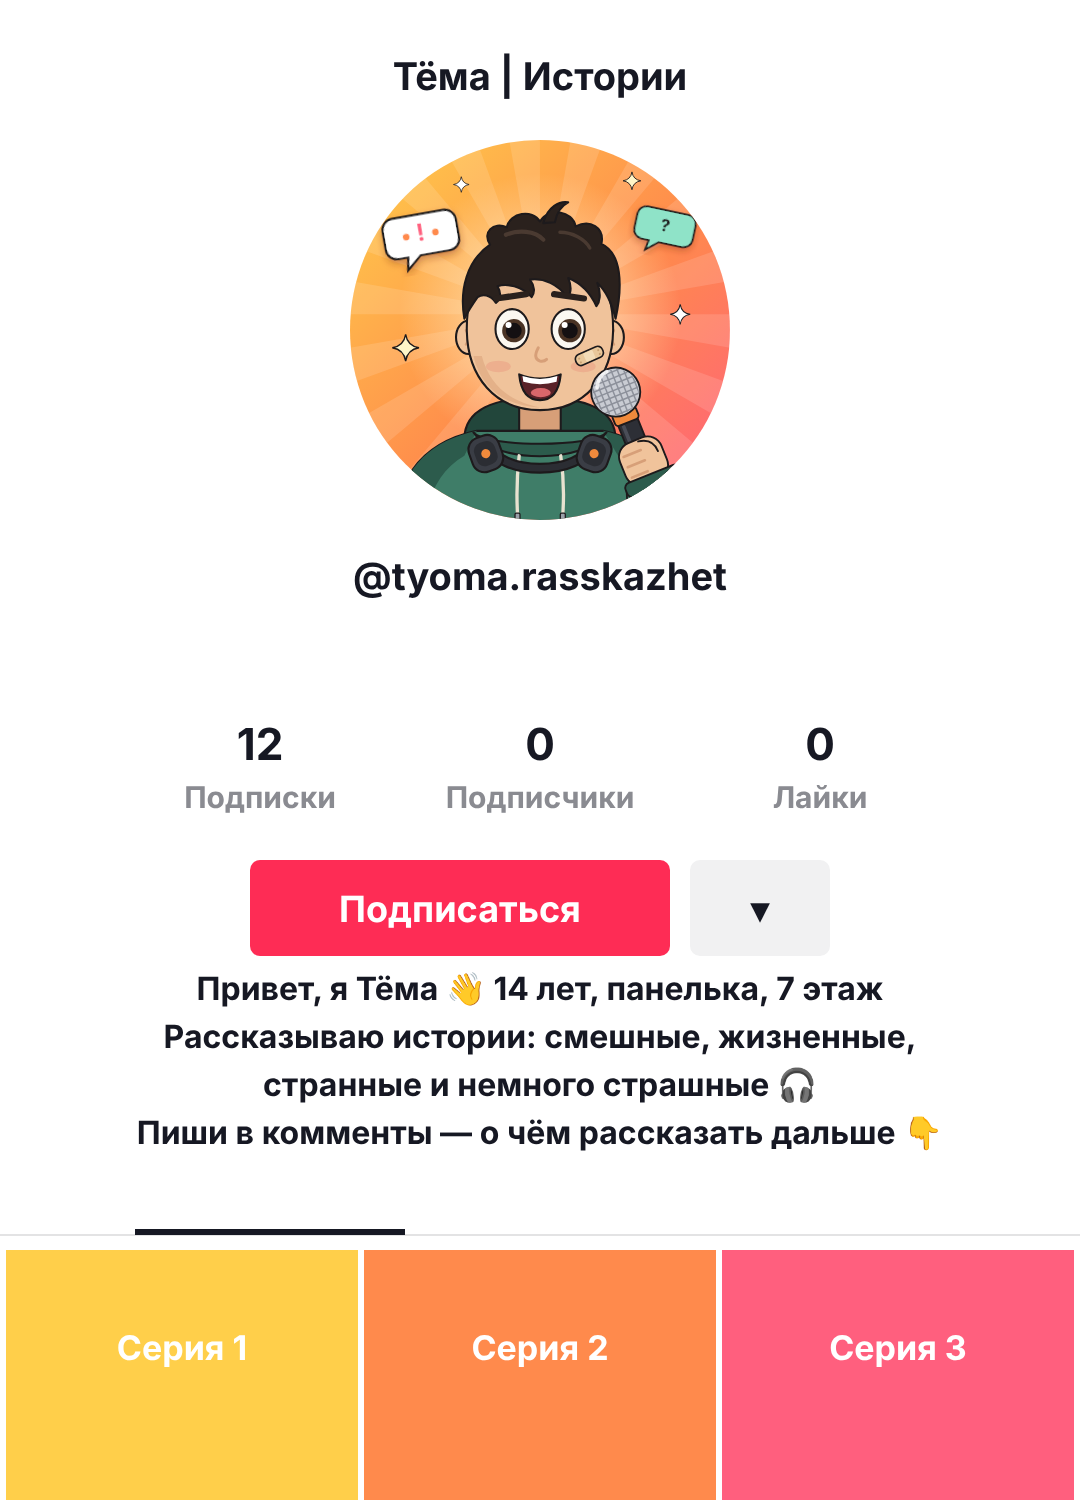 Тёма | Истории
!
?
@tyoma.rasskazhet
12 0 0
Подписки Подписчики Лайки
Подписаться ▼
Привет, я Тёма 👋 14 лет, панелька, 7 этаж
Рассказываю истории: смешные, жизненные,
странные и немного страшные 🎧
Пиши в комменты — о чём рассказать дальше 👇
Серия 1 Серия 2 Серия 3